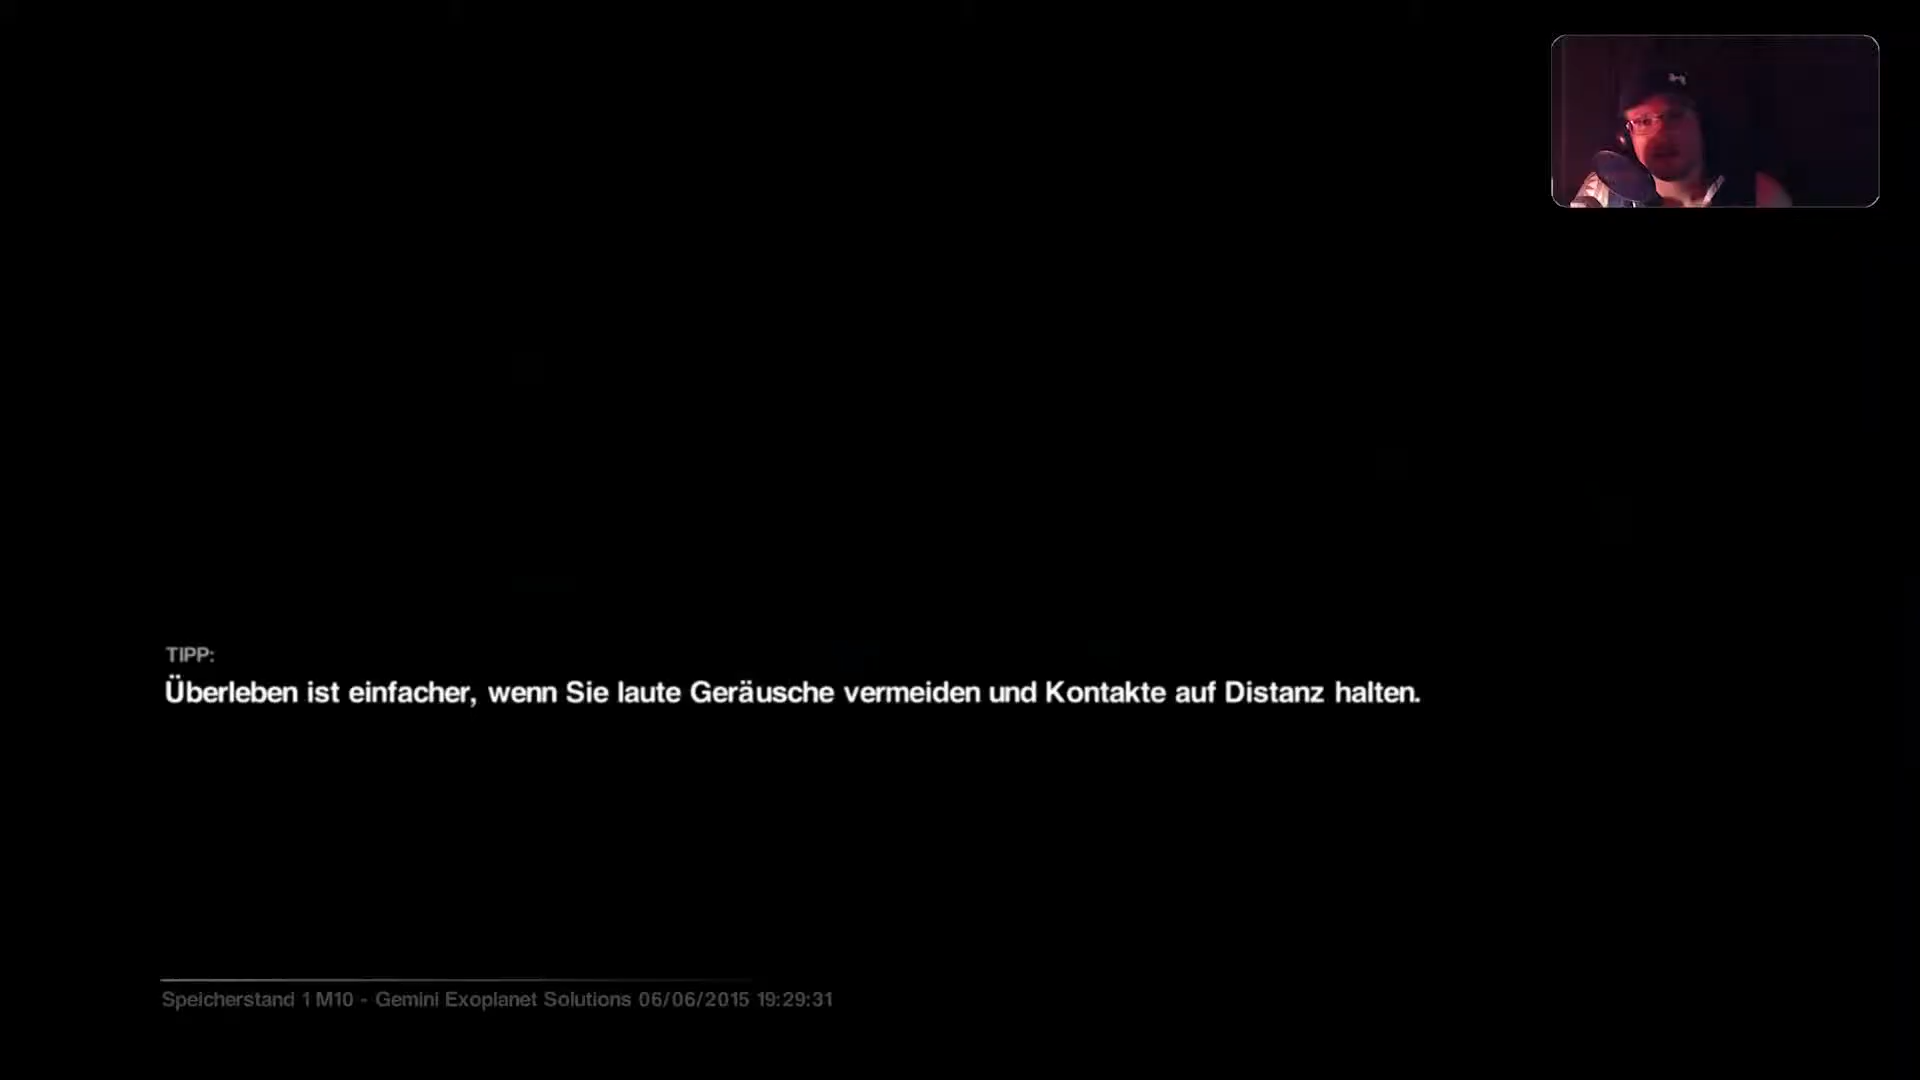 TIPP:
Überleben ist einfacher, wenn Sie laute Geräusche vermeiden und Kontakte auf Distanz halten.
Speicherstand 1 M10 - Gemini Exoplanet Solutions 06/06/2015 19:29:31